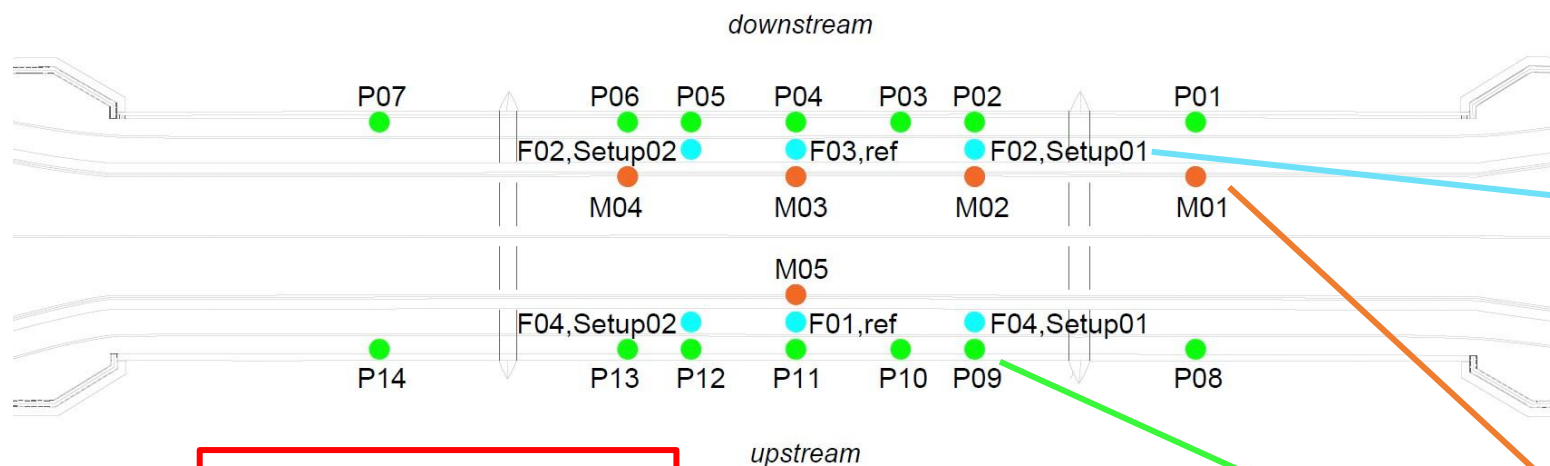 downstream
P07 P06 P05 P04 P03 P02 P01
F02,Setup02 F03,ref F02,Setup01
M04 M03 M02 M01
M05
F04,Setup02 F01,ref F04,Setup01
P14 P13 P12 P11 P10 P09 P08
upstream